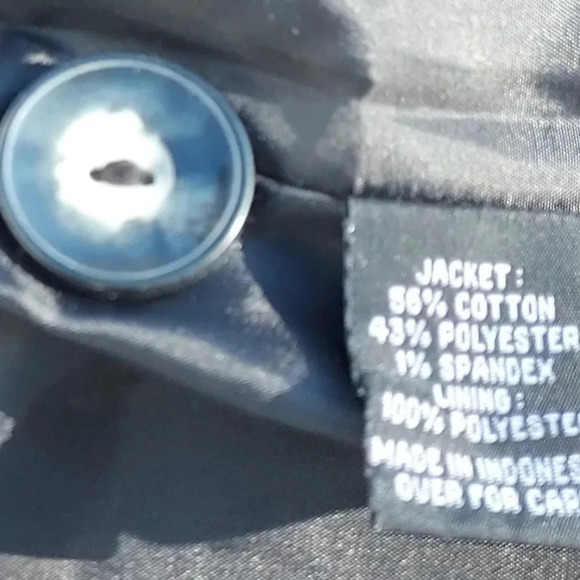 JACKET:
56% COTTON
43% POLYESTER
1% SPANDEX
LINING:
100% POLYESTE
MADE IN INDONES
OVER FOR CAR